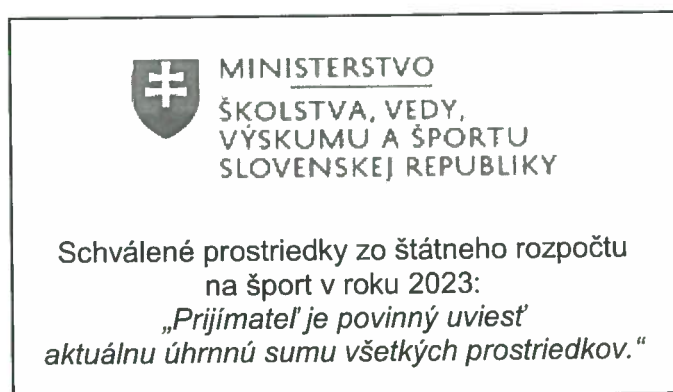 MINISTERSTVO
ŠKOLSTVA, VEDY,
VÝSKUMU A ŠPORTU
SLOVENSKEJ REPUBLIKY
Schválené prostriedky zo štátneho rozpočtu
na šport v roku 2023:
„Prijímateľ je povinný uviesť
aktuálnu úhrnnú sumu všetkých prostriedkov.“